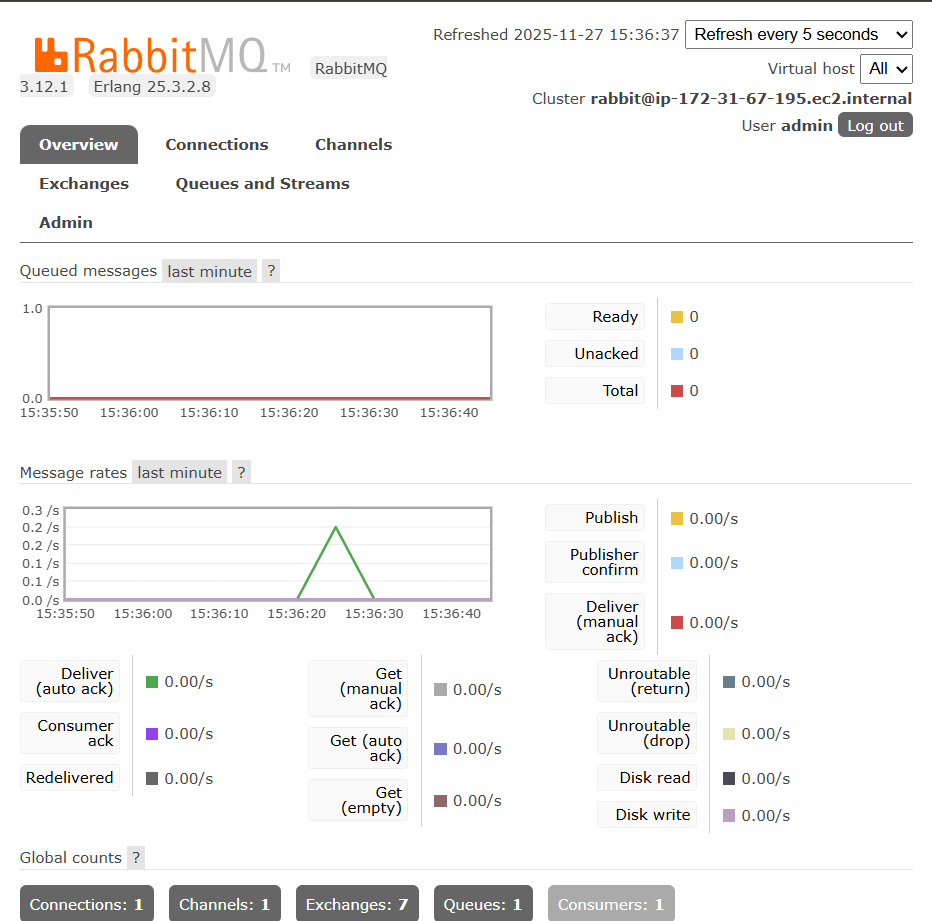 RabbitMQ TM RabbitMQ
3.12.1 Erlang 25.3.2.8
Refreshed 2025-11-27 15:36:37 Refresh every 5 seconds
Virtual host All
Cluster rabbit@ip-172-31-67-195.ec2.internal
User admin Log out
Overview Connections Channels
Exchanges Queues and Streams
Admin
Queued messages last minute ?
1.0
0.0
15:35:50 15:36:00 15:36:10 15:36:20 15:36:30 15:36:40
Ready 0
Unacked 0
Total 0
Message rates last minute ?
0.3 /s
0.2 /s
0.2 /s
0.1 /s
0.1 /s
0.0 /s
15:35:50 15:36:00 15:36:10 15:36:20 15:36:30 15:36:40
Publish 0.00/s
Publisher
confirm 0.00/s
Deliver
(manual
ack) 0.00/s
Deliver
(auto ack) 0.00/s
Consumer
ack 0.00/s
Redelivered 0.00/s
Get
(manual
ack) 0.00/s
Get (auto
ack) 0.00/s
Get
(empty) 0.00/s
Unroutable
(return) 0.00/s
Unroutable
(drop) 0.00/s
Disk read 0.00/s
Disk write 0.00/s
Global counts ?
Connections: 1 Channels: 1 Exchanges: 7 Queues: 1 Consumers: 1